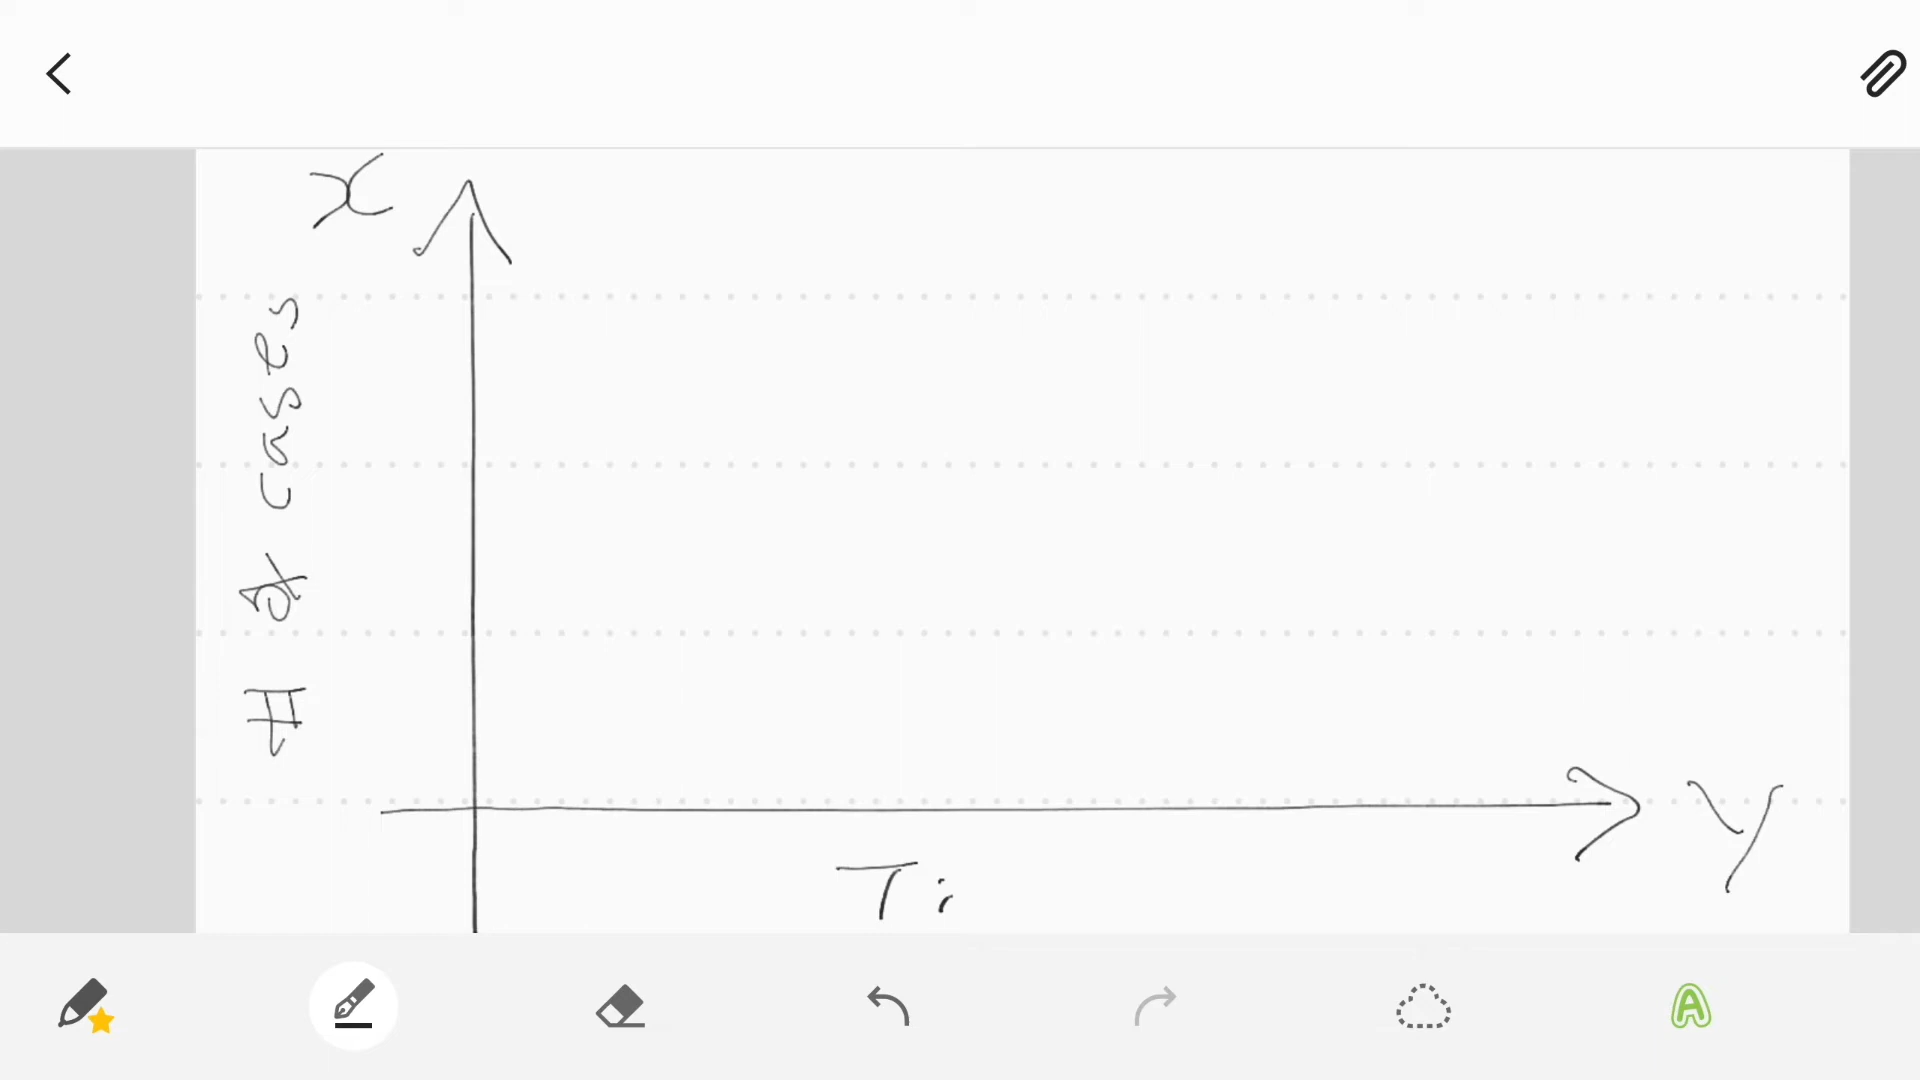 X
# of cases
Y
Ti